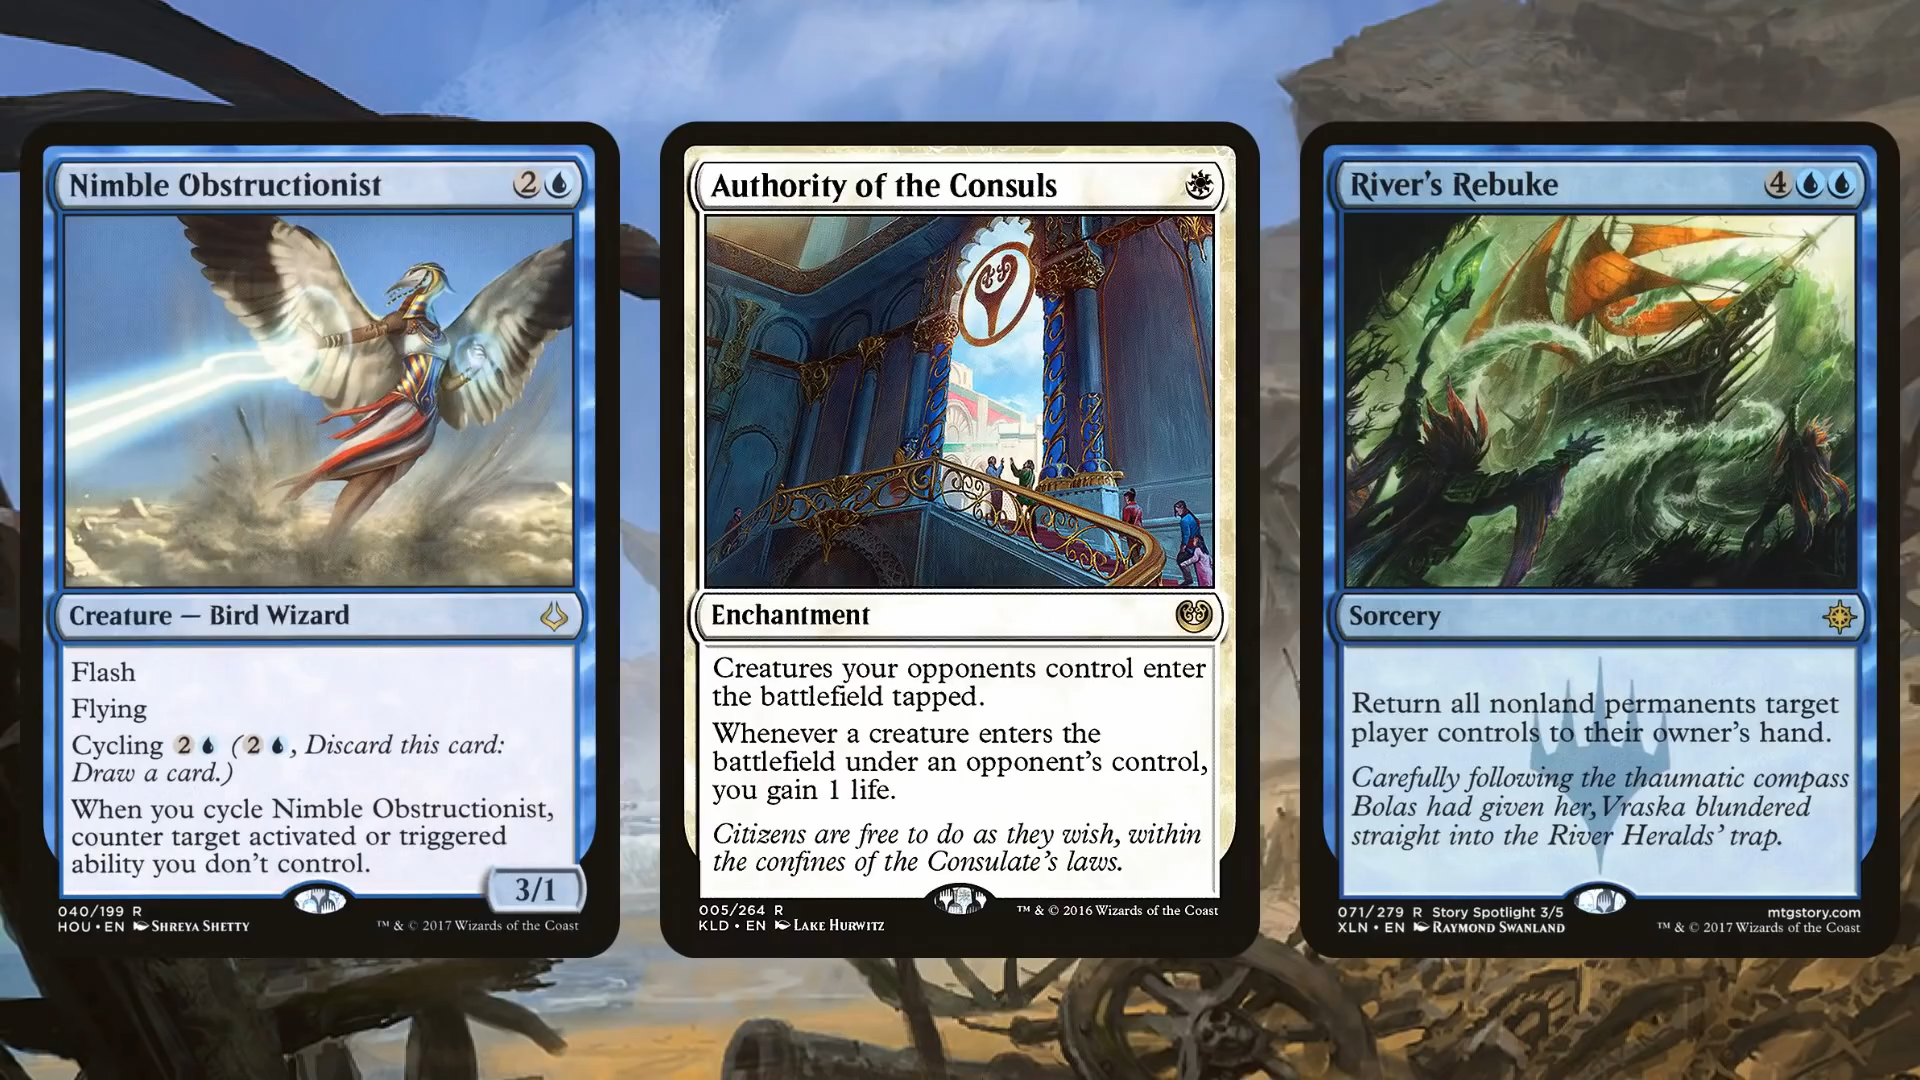 Nimble Obstructionist 2
Creature — Bird Wizard
Flash
Flying
Cycling 2 (2, Discard this card:
Draw a card.)
When you cycle Nimble Obstructionist,
counter target activated or triggered
ability you don't control.
3/1
040/199 R
HOU • EN Shreya Shetty
™ & © 2017 Wizards of the Coast
Authority of the Consuls
Enchantment
Creatures your opponents control enter
the battlefield tapped.
Whenever a creature enters the
battlefield under an opponent's control,
you gain 1 life.
Citizens are free to do as they wish, within
the confines of the Consulate's laws.
005/264 R
KLD • EN Lake Hurwitz
™ & © 2016 Wizards of the Coast
River's Rebuke 4
Sorcery
Return all nonland permanents target
player controls to their owner's hand.
Carefully following the thaumatic compass
Bolas had given her, Vraska blundered
straight into the River Heralds' trap.
071/279 R Story Spotlight 3/5
XLN • EN Raymond Swanland
mtgstory.com
™ & © 2017 Wizards of the Coast